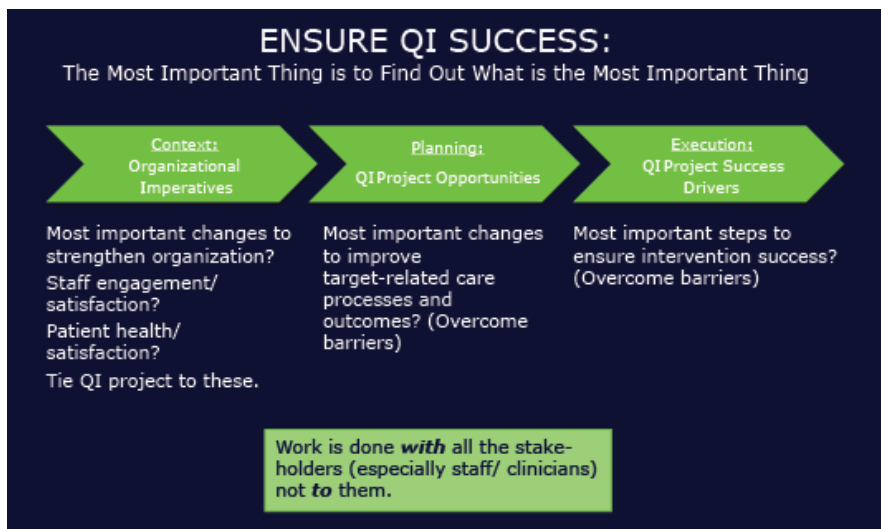 ENSURE QI SUCCESS:
The Most Important Thing is to Find Out What is the Most Important Thing
Context:
Organizational
Imperatives
Planning:
QI Project Opportunities
Execution:
QI Project Success
Drivers
Most important changes to
strengthen organization?
Staff engagement/
satisfaction?
Patient health/
satisfaction?
Tie QI project to these.
Most important changes
to improve
target-related care
processes and
outcomes? (Overcome
barriers)
Most important steps to
ensure intervention success?
(Overcome barriers)
Work is done with all the stake-
holders (especially staff/ clinicians)
not to them.